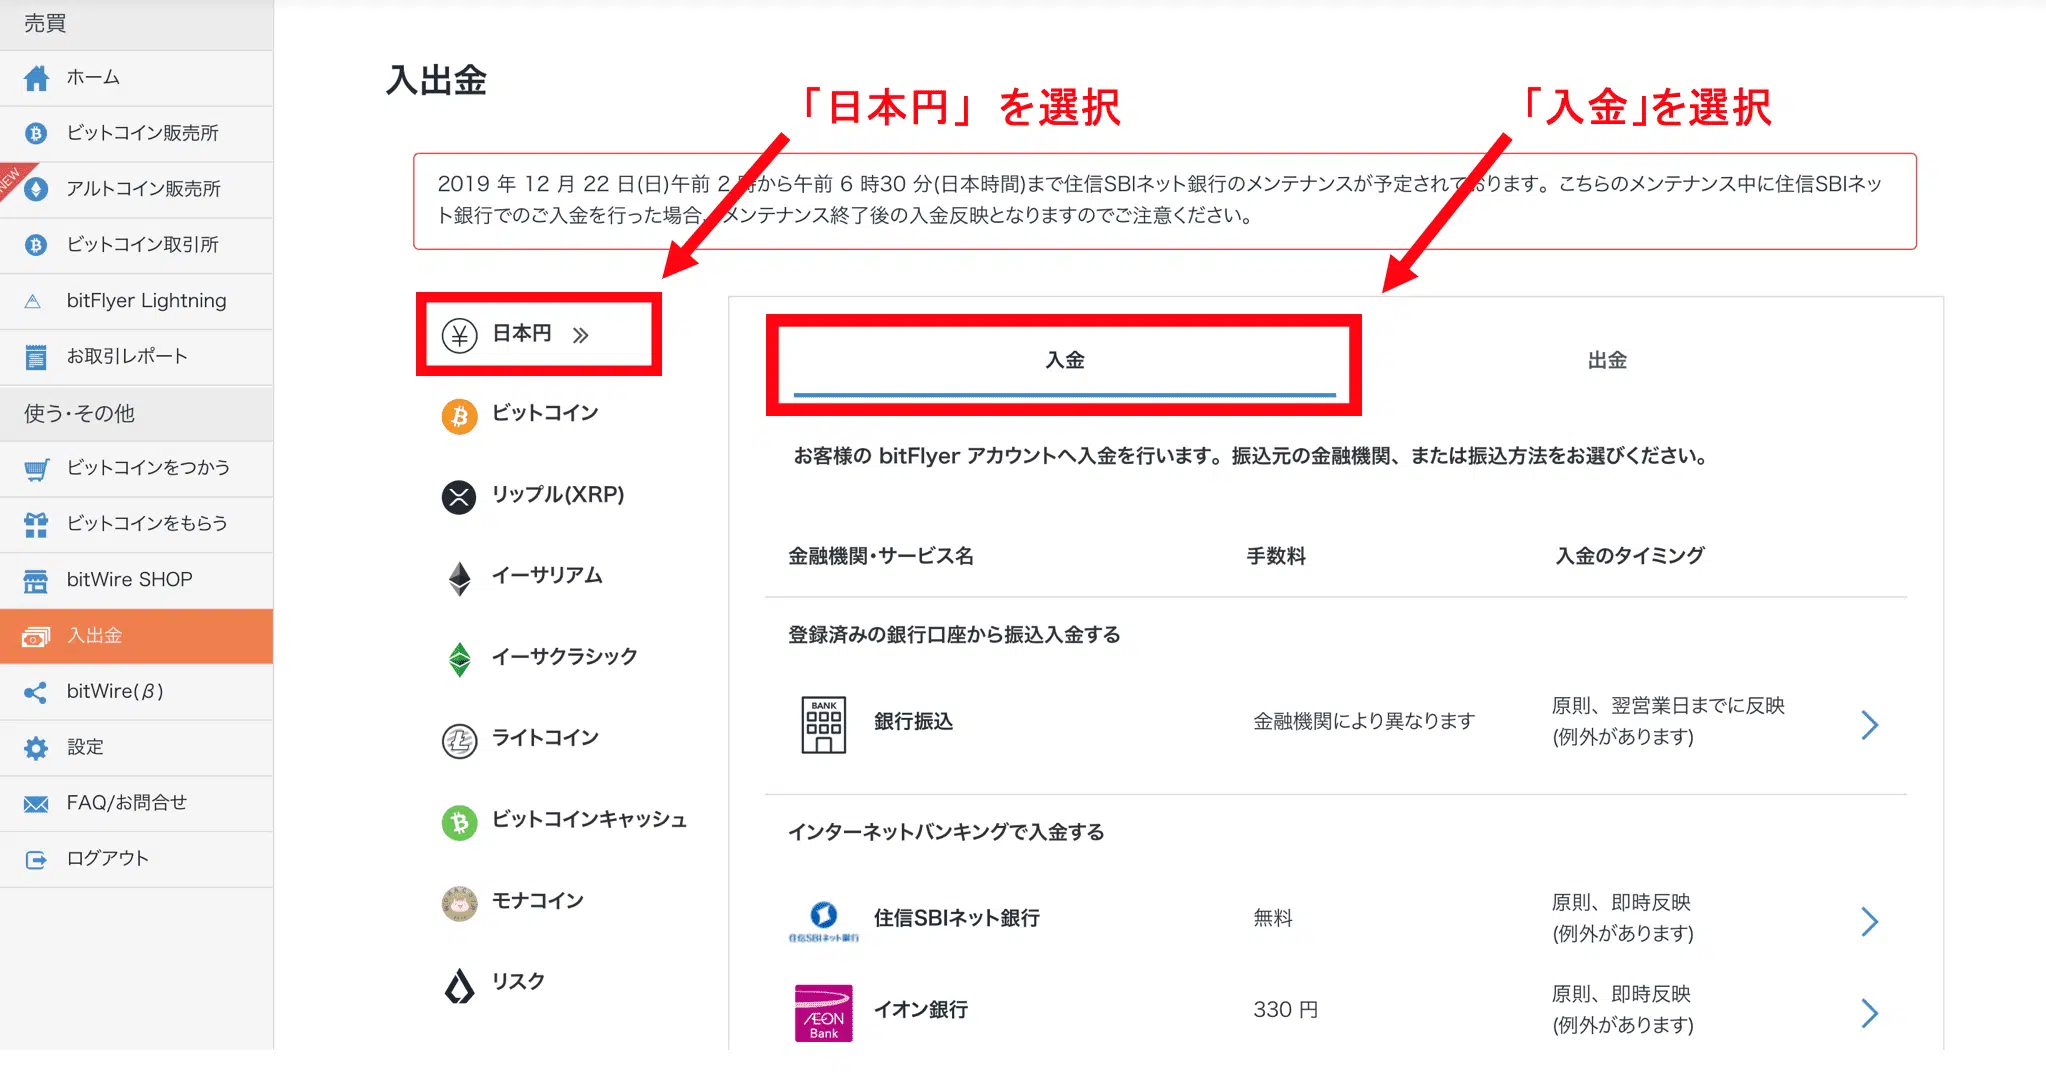 売買
ホーム
ビットコイン販売所
NEW
アルトコイン販売所
ビットコイン取引所
bitFlyer Lightning
お取引レポート
使う・その他
ビットコインをつかう
ビットコインをもらう
bitWire SHOP
入出金
bitWire(β)
設定
FAQ/お問合せ
ログアウト
入出金
「日本円」を選択
「入金」を選択
2019 年 12 月 22 日(日)午前 2 時から午前 6 時30 分(日本時間)まで住信SBIネット銀行のメンテナンスが予定されております。こちらのメンテナンス中に住信SBIネッ
ト銀行でのご入金を行った場合、メンテナンス終了後の入金反映となりますのでご注意ください。
¥ 日本円 »
ビットコイン
リップル(XRP)
イーサリアム
イーサクラシック
ライトコイン
ビットコインキャッシュ
モナコイン
リスク
入金 出金
お客様の bitFlyer アカウントへ入金を行います。振込元の金融機関、または振込方法をお選びください。
金融機関・サービス名 手数料 入金のタイミング
登録済みの銀行口座から振込入金する
BANK
銀行振込 金融機関により異なります 原則、翌営業日までに反映
(例外があります)
インターネットバンキングで入金する
住信SBIネット銀行
住信SBIネット銀行 無料 原則、即時反映
(例外があります)
ÆON
Bank
イオン銀行 330 円 原則、即時反映
(例外があります)